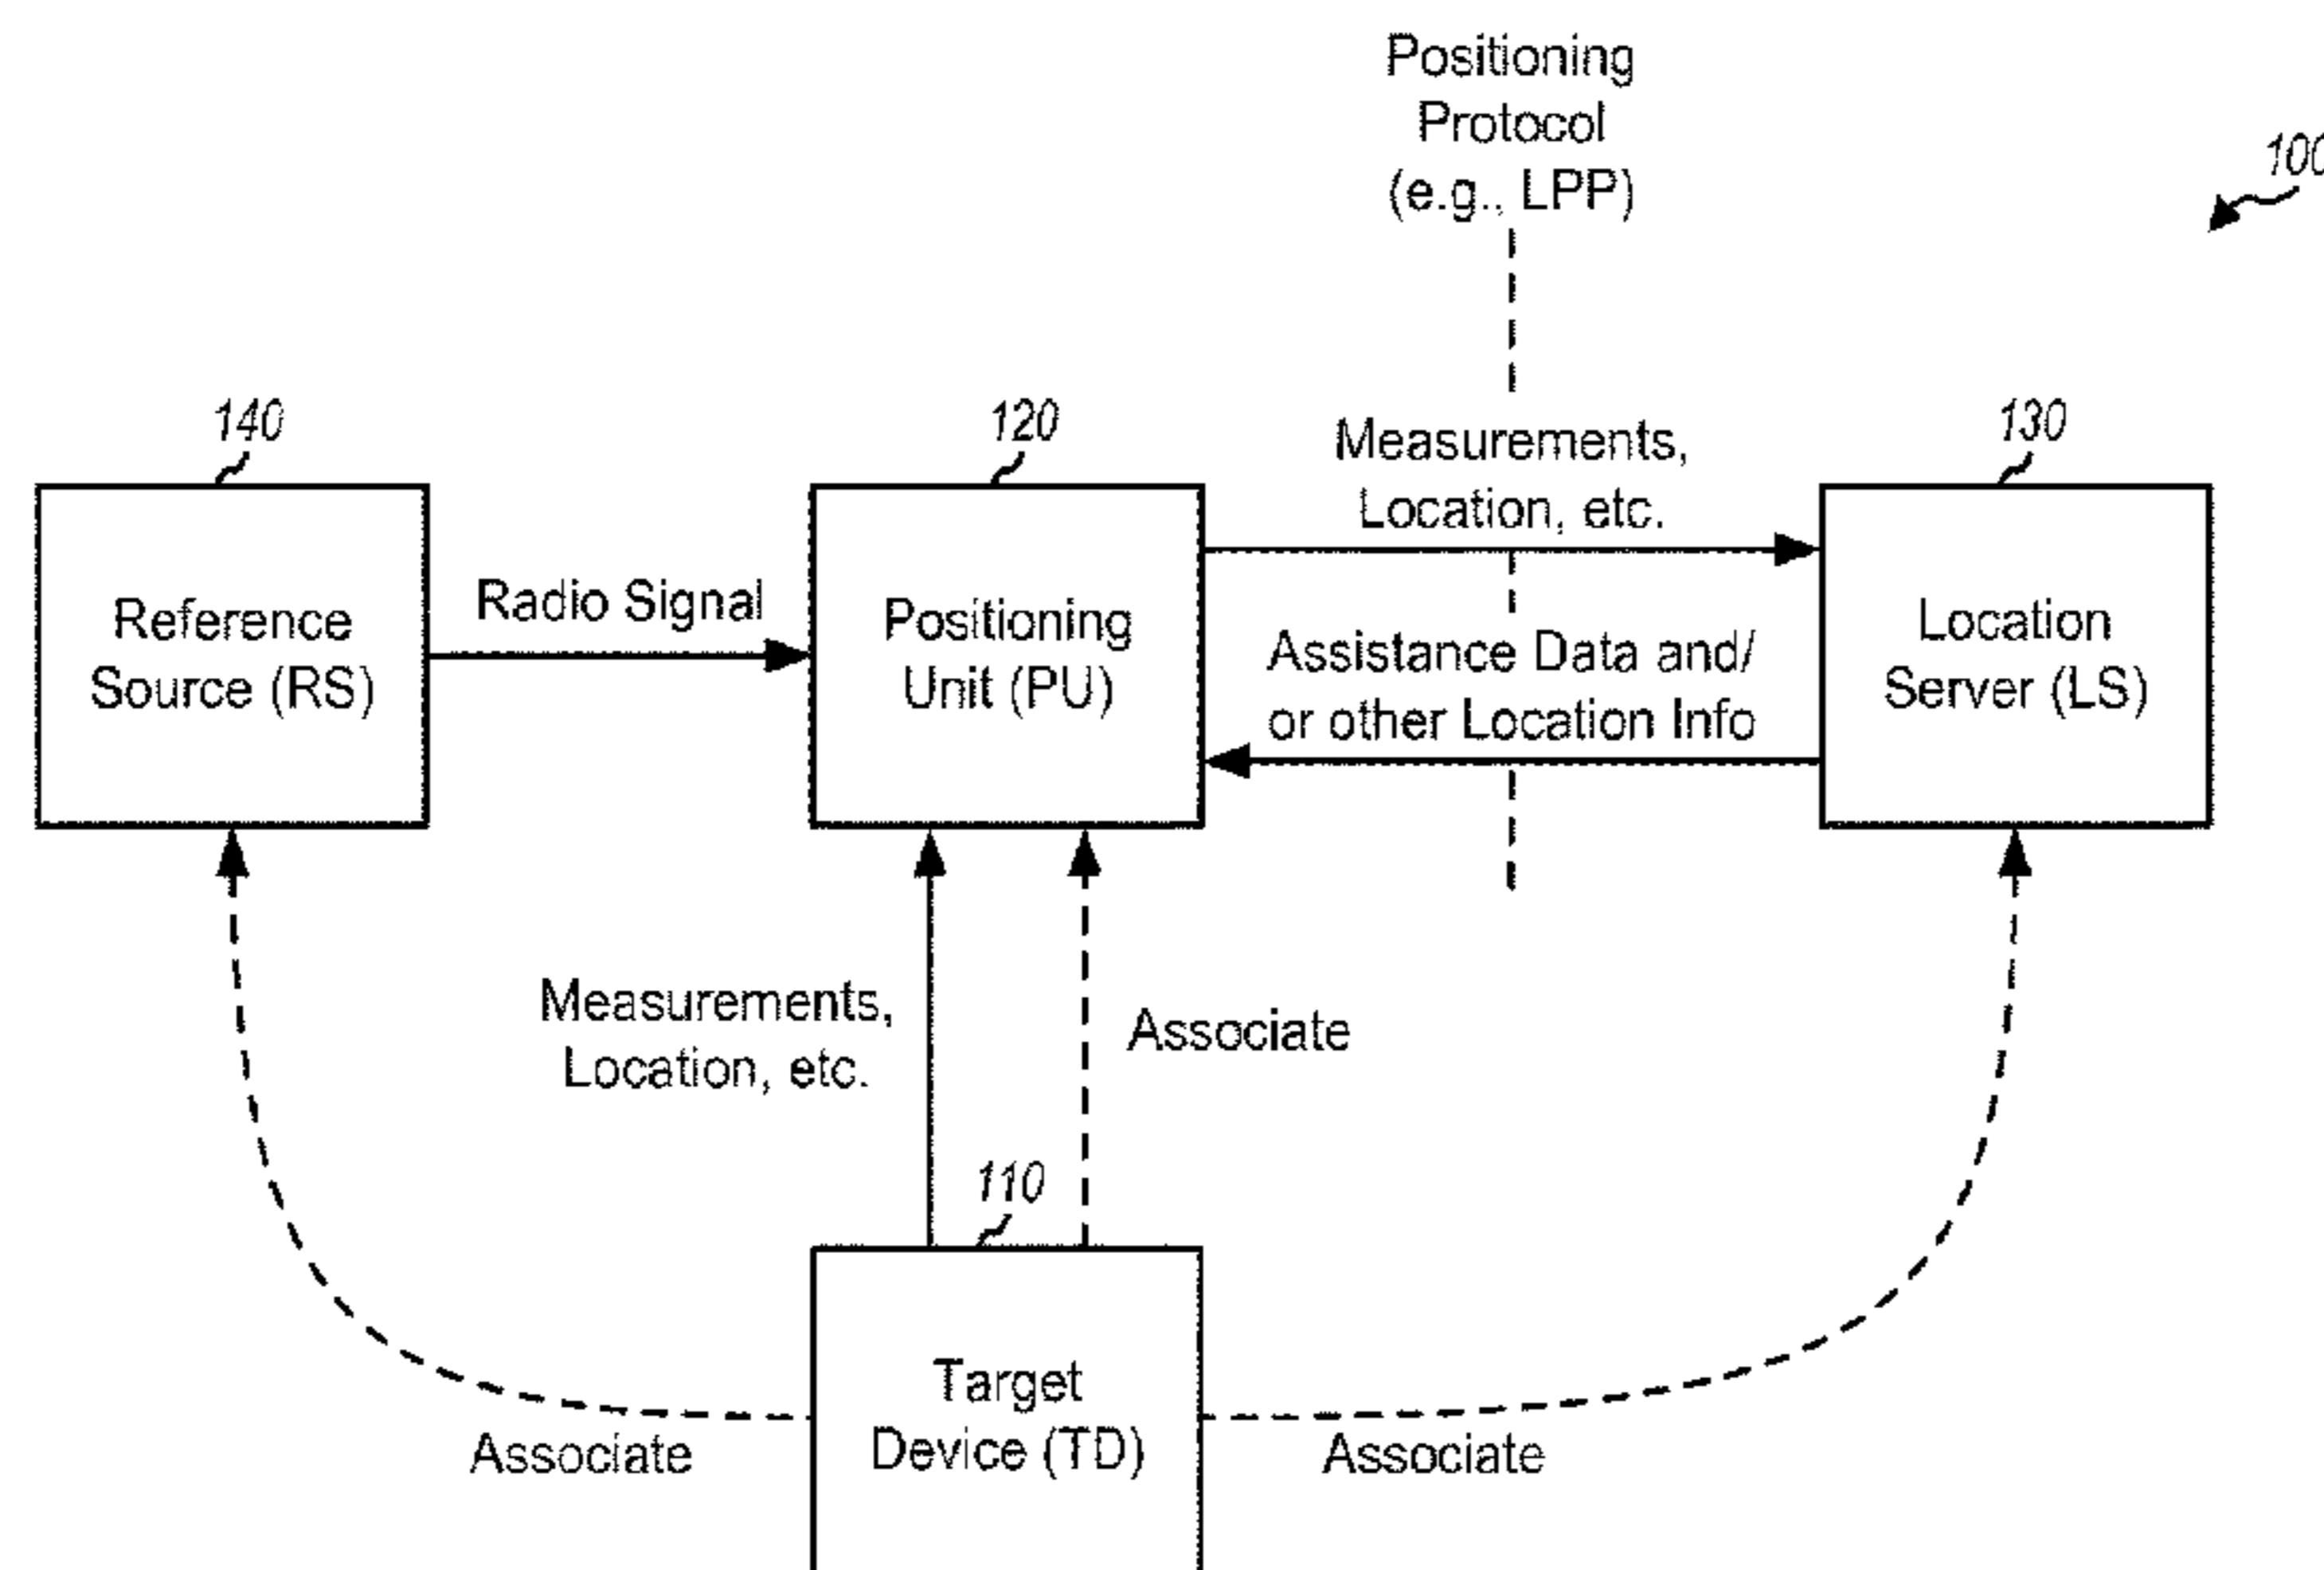 Positioning
Protocol
(e.g., LPP)
100
140
120
130
Measurements,
Location, etc.
Reference
Source (RS)
Radio Signal
Positioning
Unit (PU)
Assistance Data and/
or other Location Info
Location
Server (LS)
Measurements,
Location, etc.
Associate
110
Target
Device (TD)
Associate
Associate